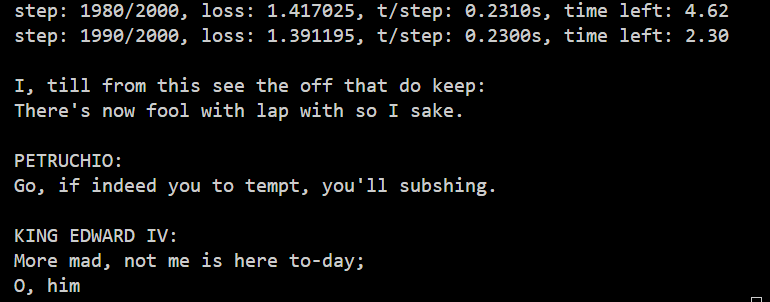 step: 1980/2000, loss: 1.417025, t/step: 0.2310s, time left: 4.62
step: 1990/2000, loss: 1.391195, t/step: 0.2300s, time left: 2.30
I, till from this see the off that do keep:
There's now fool with lap with so I sake.
PETRUCHIO:
Go, if indeed you to tempt, you'll subshing.
KING EDWARD IV:
More mad, not me is here to-day;
O, him